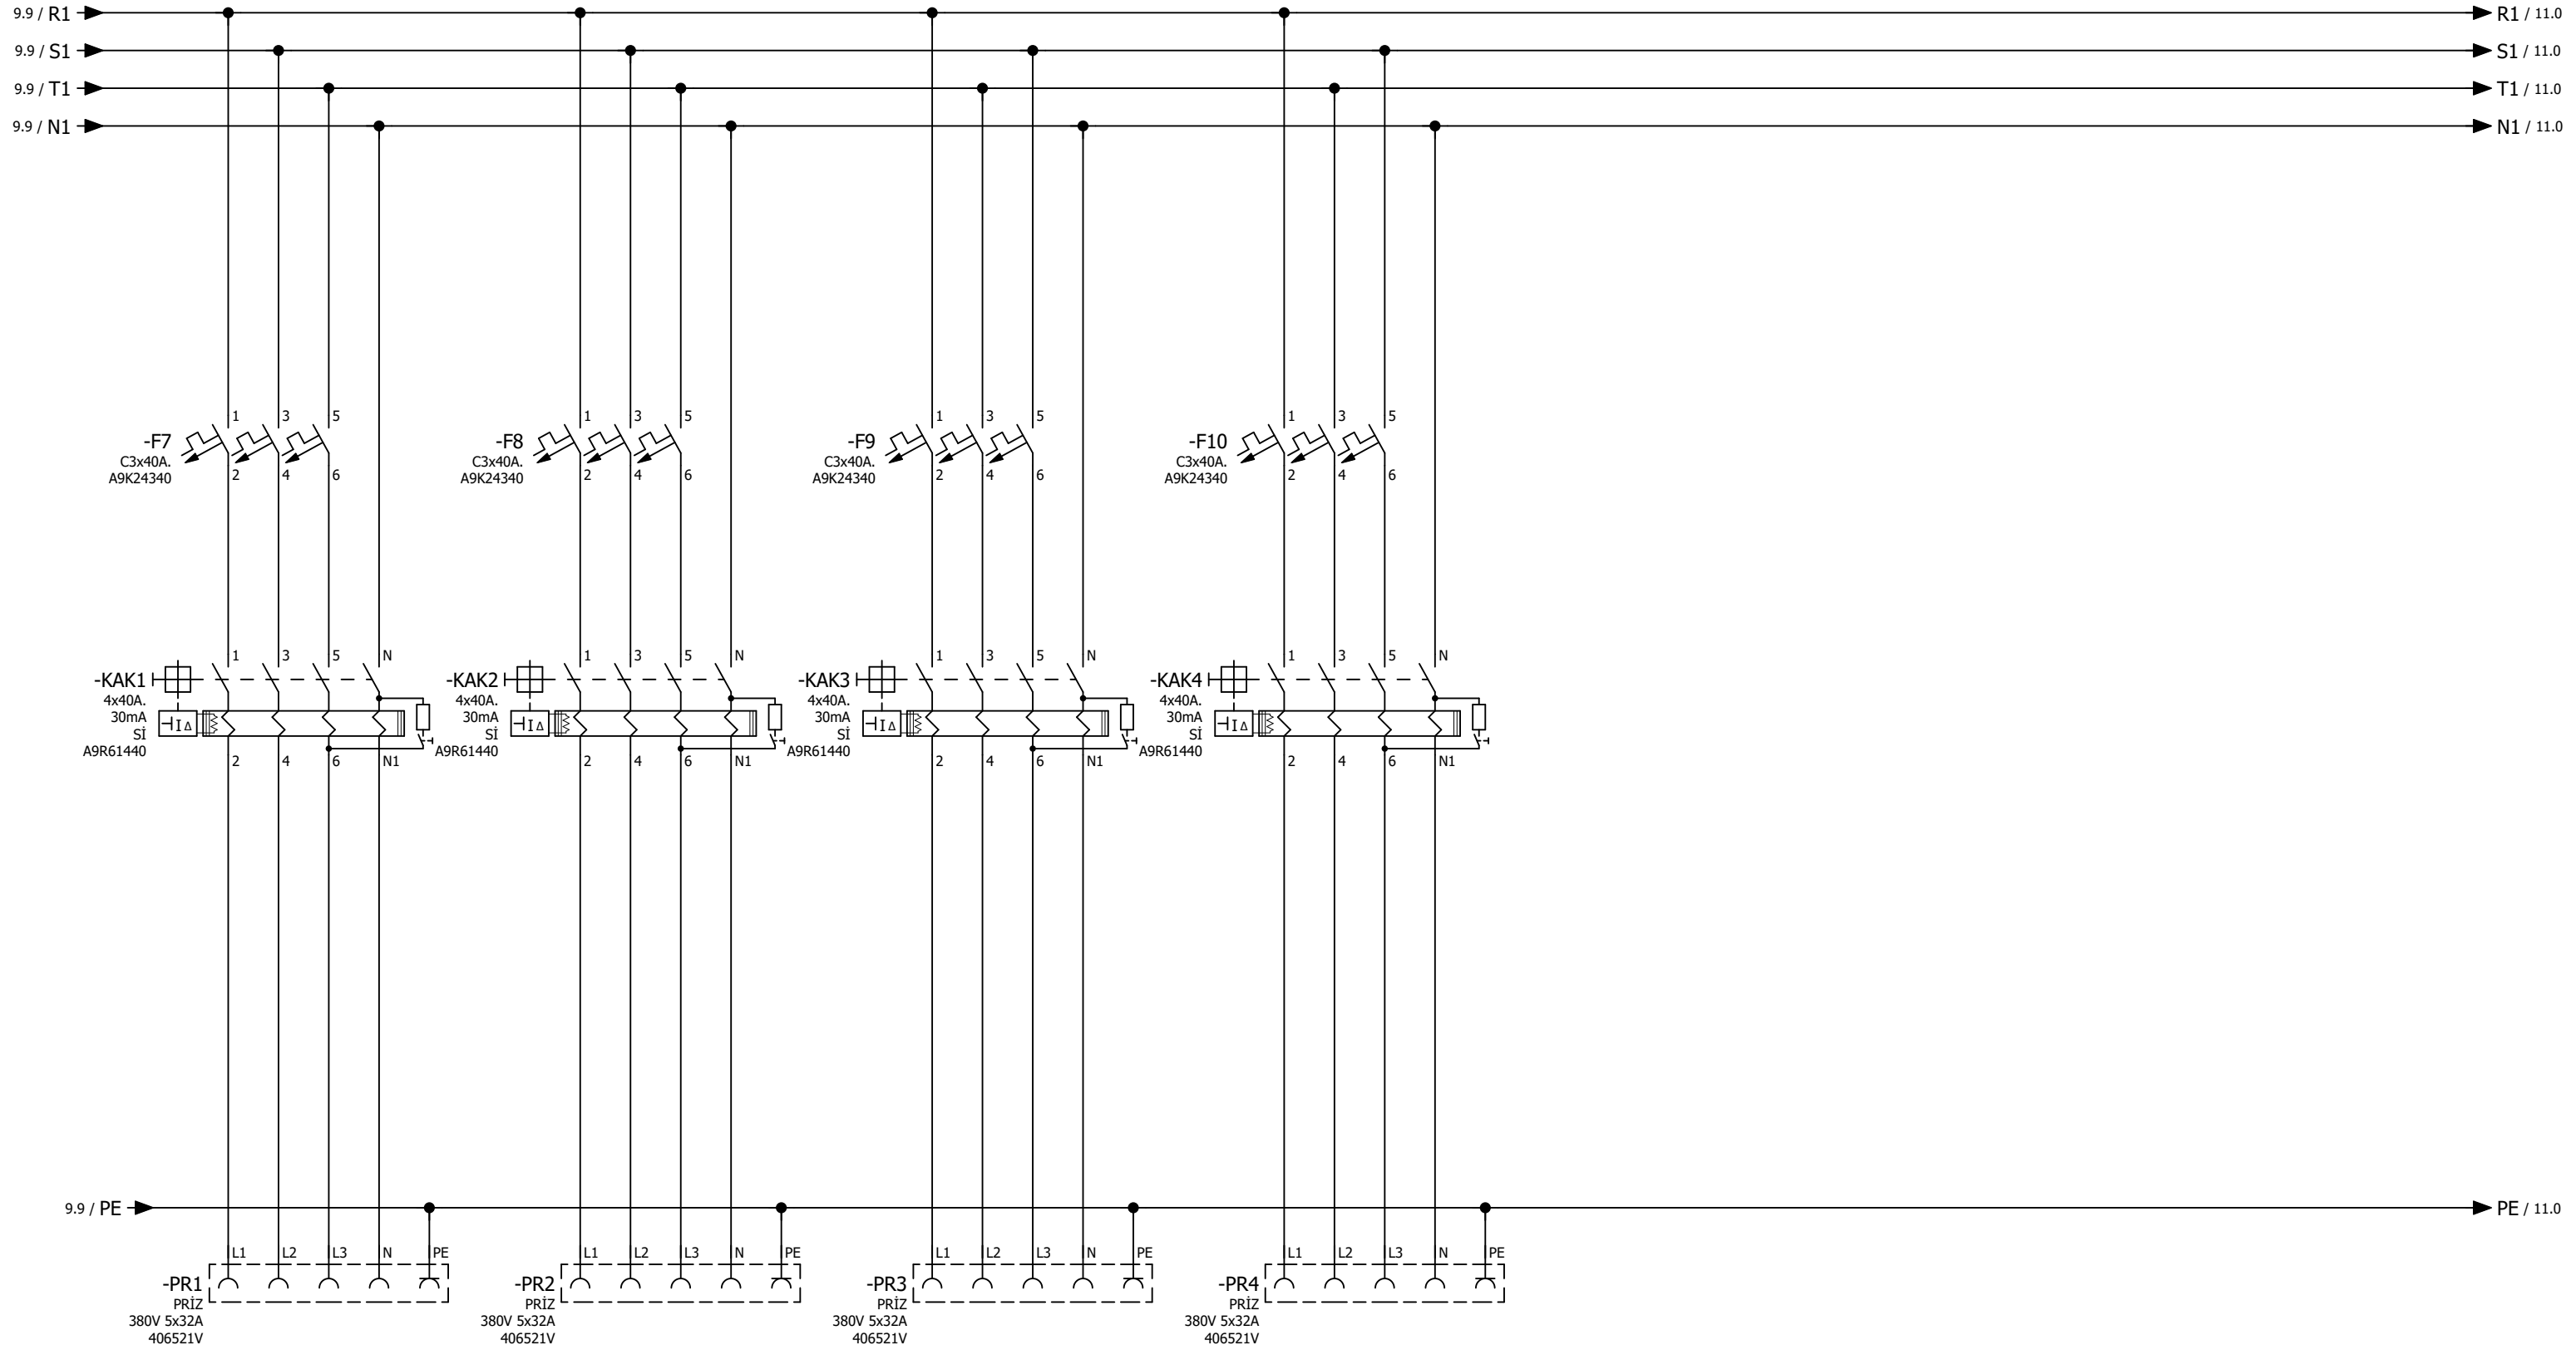 9.9 / R1
R1 / 11.0
9.9 / S1
S1 / 11.0
9.9 / T1
T1 / 11.0
9.9 / N1
N1 / 11.0
1 3 5
-F7
C3x40A.
A9K24340
2 4 6
1 3 5
-F8
C3x40A.
A9K24340
2 4 6
1 3 5
-F9
C3x40A.
A9K24340
2 4 6
1 3 5
-F10
C3x40A.
A9K24340
2 4 6
1 3 5 N
-KAK1
4x40A.
30mA
Sİ
A9R61440
I Δ
2 4 6 N1
1 3 5 N
-KAK2
4x40A.
30mA
Sİ
A9R61440
I Δ
2 4 6 N1
1 3 5 N
-KAK3
4x40A.
30mA
Sİ
A9R61440
I Δ
2 4 6 N1
1 3 5 N
-KAK4
4x40A.
30mA
Sİ
A9R61440
I Δ
2 4 6 N1
9.9 / PE
PE / 11.0
L1 L2 L3 N PE
-PR1
PRİZ
380V 5x32A
406521V
L1 L2 L3 N PE
-PR2
PRİZ
380V 5x32A
406521V
L1 L2 L3 N PE
-PR3
PRİZ
380V 5x32A
406521V
L1 L2 L3 N PE
-PR4
PRİZ
380V 5x32A
406521V